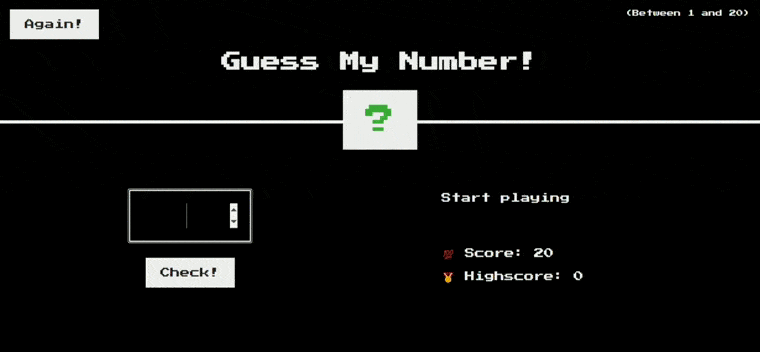 Again!
(Between 1 and 20)
Guess My Number!
?
Start playing
Check!
💯 Score: 20
🏅 Highscore: 0